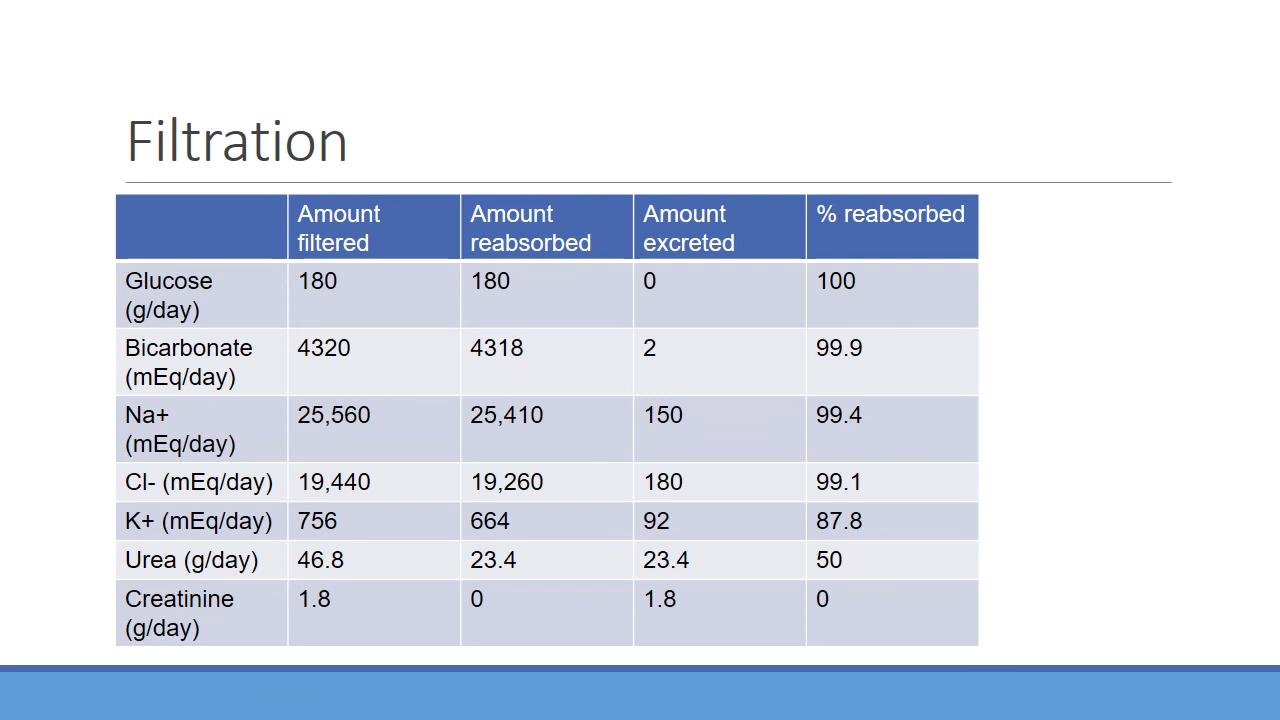 Filtration
Amount filtered Amount reabsorbed Amount excreted % reabsorbed
Glucose (g/day) 180 180 0 100
Bicarbonate (mEq/day) 4320 4318 2 99.9
Na+ (mEq/day) 25,560 25,410 150 99.4
Cl- (mEq/day) 19,440 19,260 180 99.1
K+ (mEq/day) 756 664 92 87.8
Urea (g/day) 46.8 23.4 23.4 50
Creatinine (g/day) 1.8 0 1.8 0